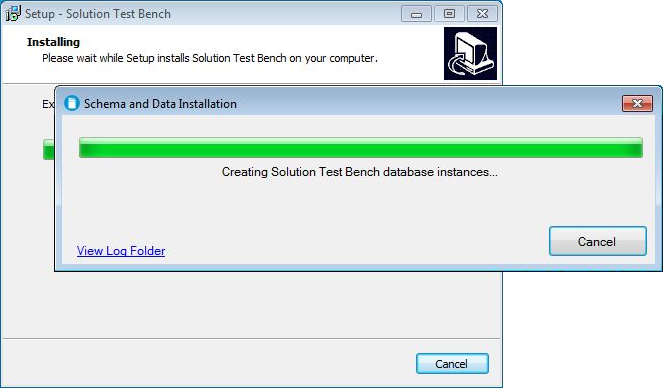 Setup - Solution Test Bench
Installing
Please wait while Setup installs Solution Test Bench on your computer.
Ex
Schema and Data Installation
Creating Solution Test Bench database instances...
View Log Folder
Cancel
Cancel